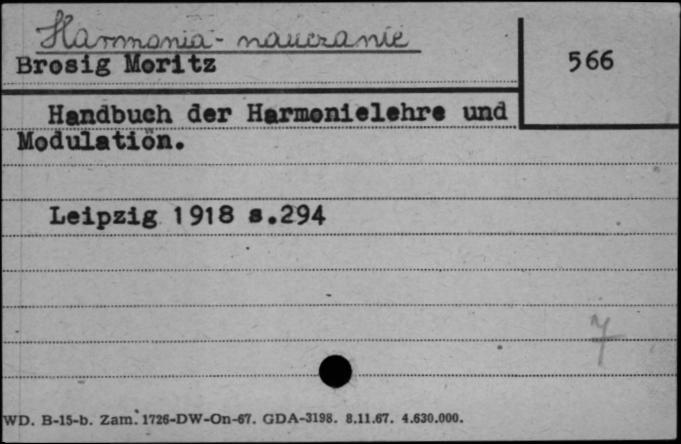 Harmonia - nauczanie
Brosig Moritz
566
Handbuch der Harmonielehre und
Modulation.
Leipzig 1918 s.294
7
WD. B-15-b. Zam. 1726-DW-On-67. GDA-3198. 8.11.67. 4.630.000.